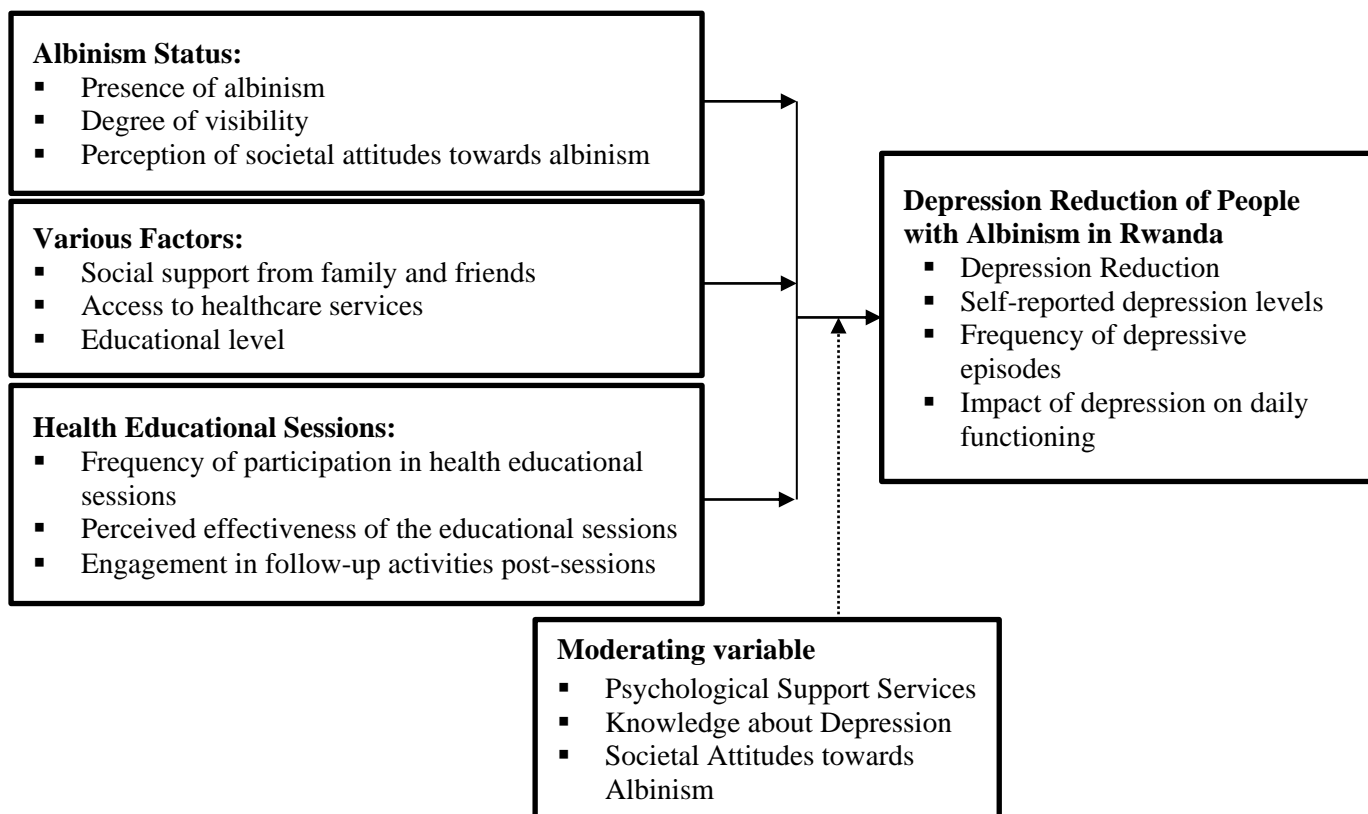 Albinism Status:
▪ Presence of albinism
▪ Degree of visibility
▪ Perception of societal attitudes towards albinism
Various Factors:
▪ Social support from family and friends
▪ Access to healthcare services
▪ Educational level
Health Educational Sessions:
▪ Frequency of participation in health educational
sessions
▪ Perceived effectiveness of the educational sessions
▪ Engagement in follow-up activities post-sessions
Depression Reduction of People
with Albinism in Rwanda
▪ Depression Reduction
▪ Self-reported depression levels
▪ Frequency of depressive
episodes
▪ Impact of depression on daily
functioning
Moderating variable
▪ Psychological Support Services
▪ Knowledge about Depression
▪ Societal Attitudes towards
Albinism